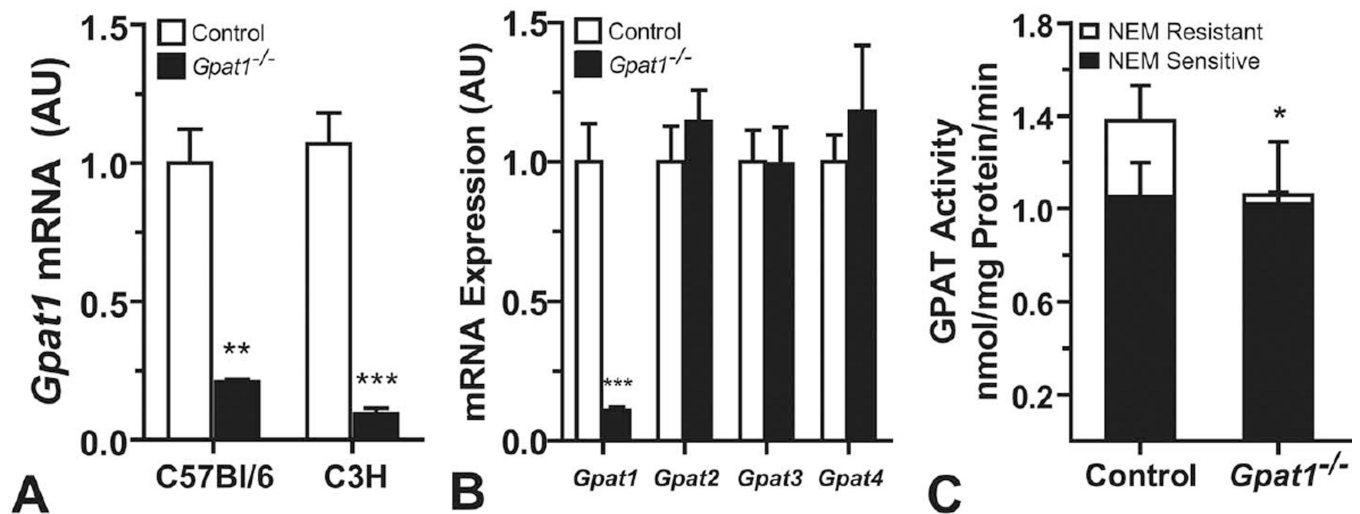 Gpat1 mRNA (AU)
1.5
1.0
0.5
0.0
Control
Gpat1-/-
**
***
C57Bl/6 C3H
A
mRNA Expression (AU)
1.5
1.0
0.5
0.0
Control
Gpat1-/-
***
Gpat1 Gpat2 Gpat3 Gpat4
B
GPAT Activity
nmol/mg Protein/min
1.8
1.4
1.0
0.6
0.2
NEM Resistant
NEM Sensitive
*
Control Gpat1-/-
C